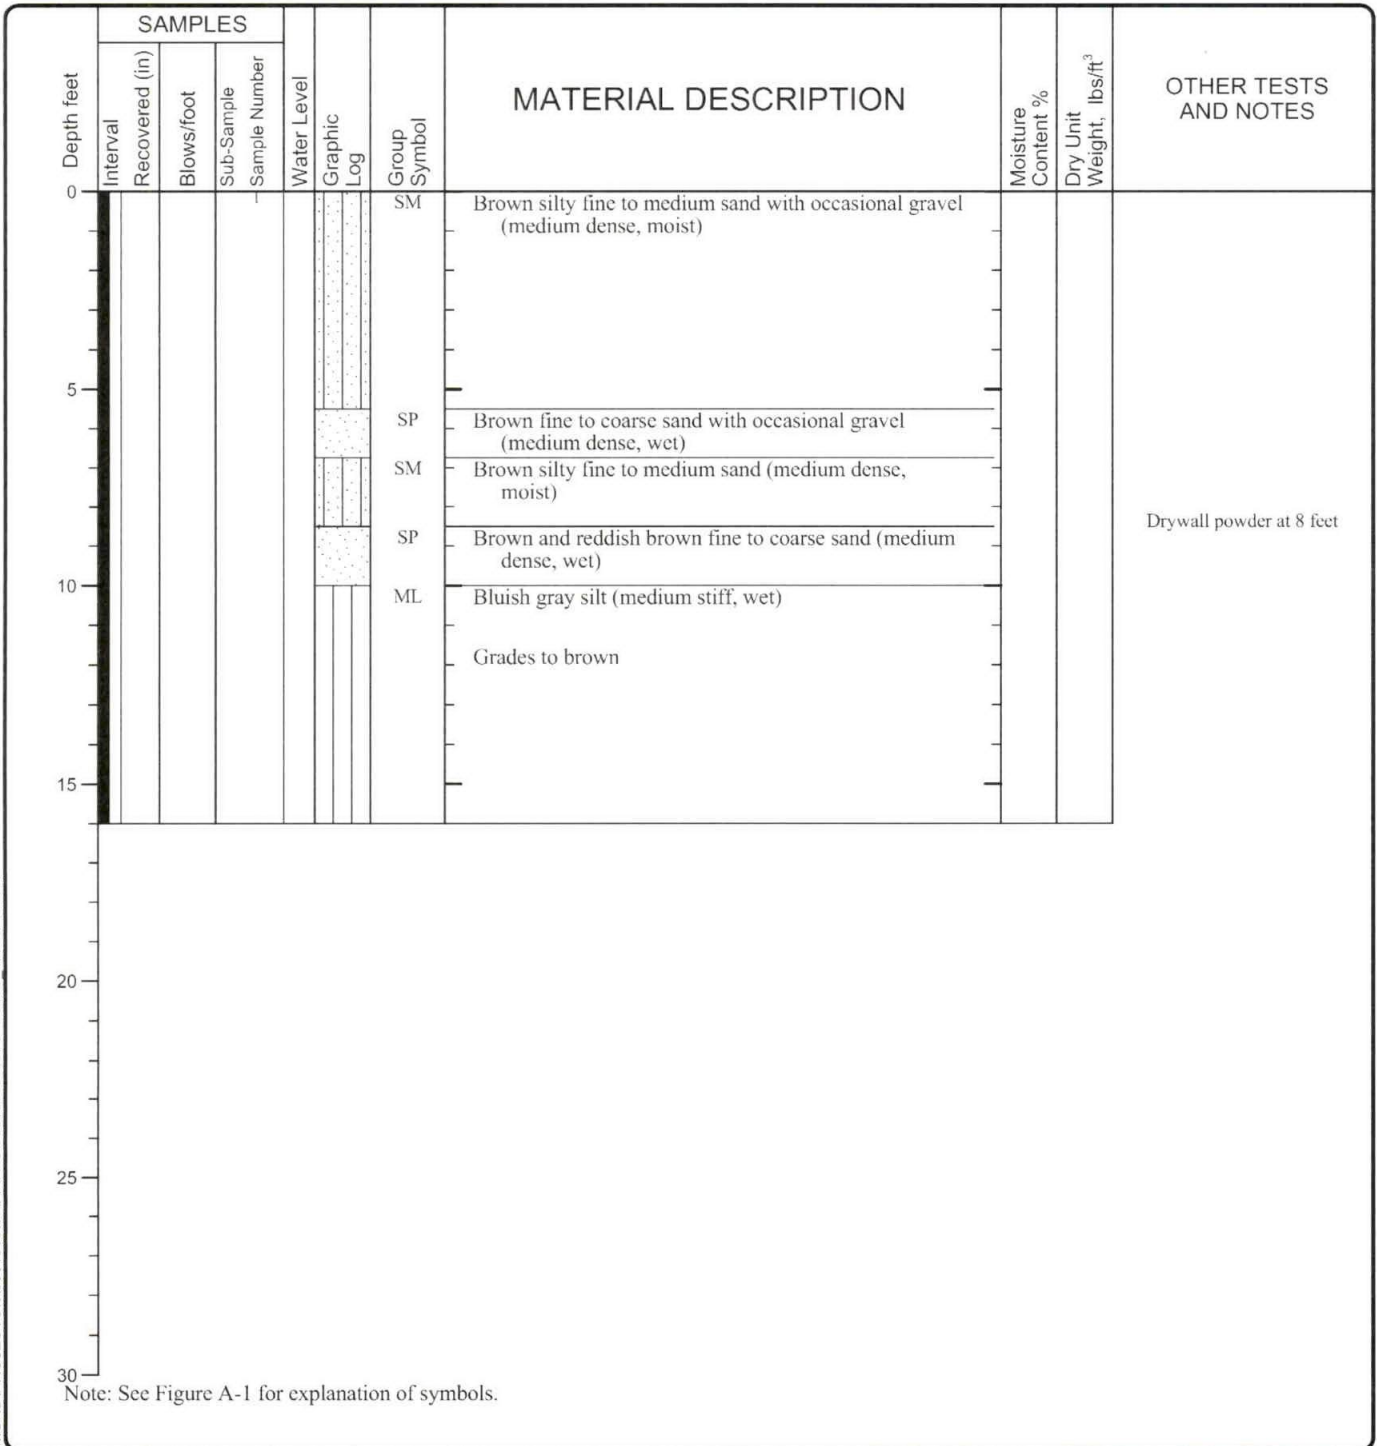 SAMPLES
Depth feet
Interval
Recovered (in)
Blows/foot
Sub-Sample
Sample Number
Water Level
Graphic
Log
Group
Symbol
MATERIAL DESCRIPTION
Moisture
Content %
Dry Unit
Weight, lbs/ft³
OTHER TESTS
AND NOTES
0
SM
Brown silty fine to medium sand with occasional gravel
(medium dense, moist)
5
SP
Brown fine to coarse sand with occasional gravel
(medium dense, wet)
SM
Brown silty fine to medium sand (medium dense,
moist)
Drywall powder at 8 feet
SP
Brown and reddish brown fine to coarse sand (medium
dense, wet)
10
ML
Bluish gray silt (medium stiff, wet)
Grades to brown
15
20
25
30
Note: See Figure A-1 for explanation of symbols.